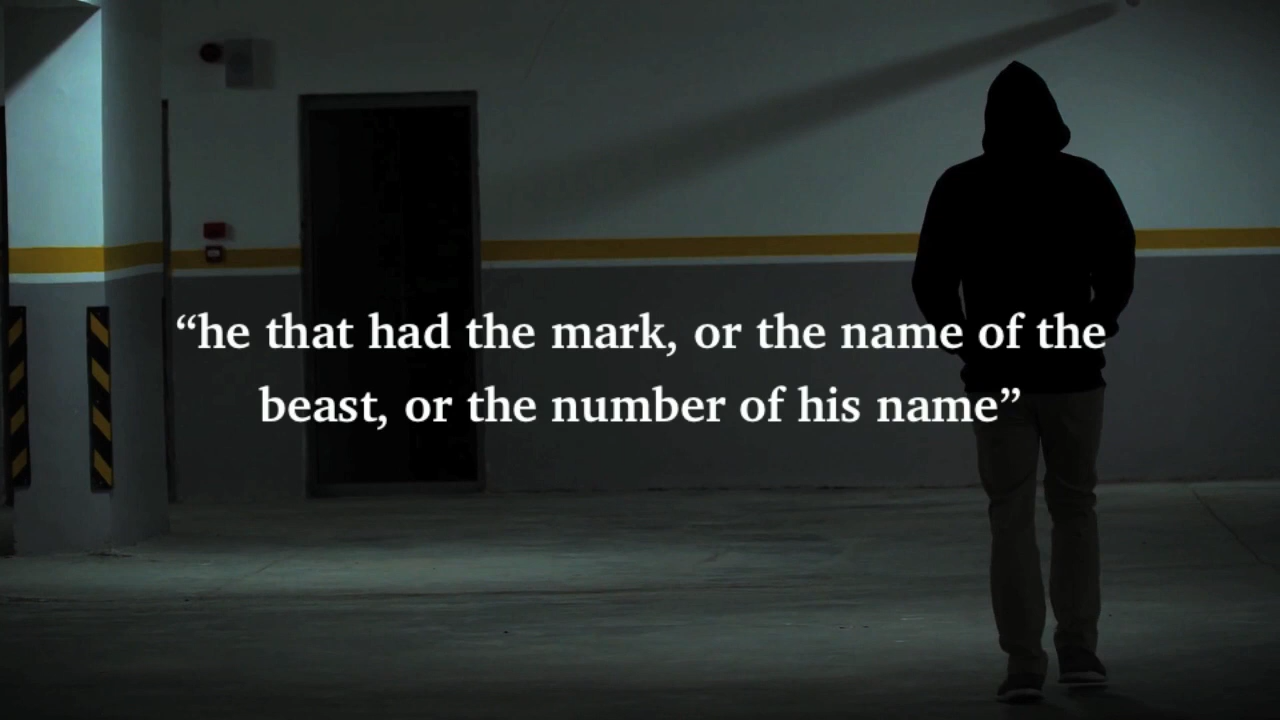 “he that had the mark, or the name of the
beast, or the number of his name”